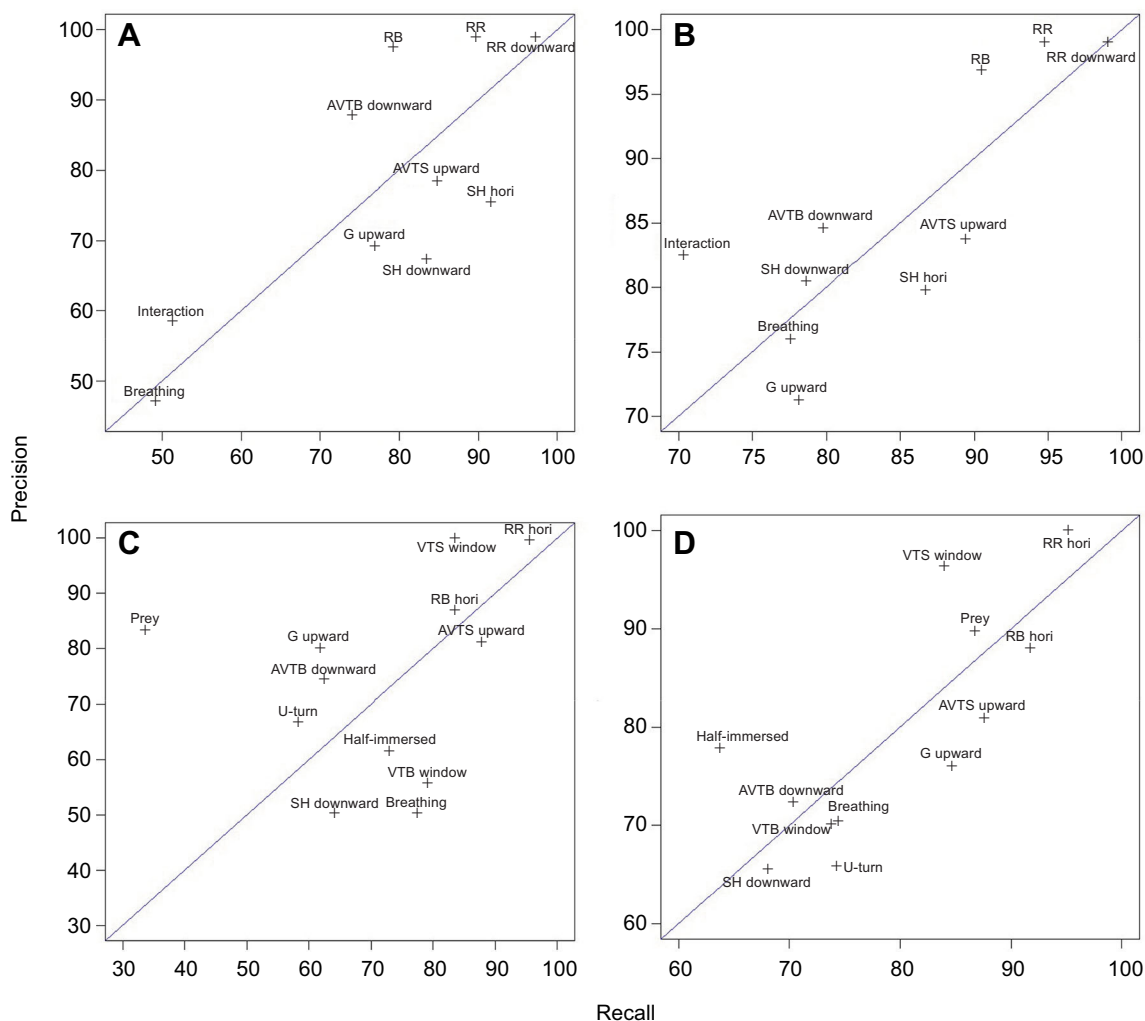 A
100
90
80
70
60
50
RB
RR
RR downward
AVTB downward
AVTS upward
SH hori
G upward
SH downward
Interaction
Breathing
50 60 70 80 90 100
B
100
95
90
85
80
75
70
RR
RB
RR downward
AVTB downward
AVTS upward
Interaction
SH downward
SH hori
Breathing
G upward
70 75 80 85 90 95 100
Precision
C
100
90
80
70
60
50
40
30
RR hori
VTS window
RB hori
Prey
AVTS upward
G upward
AVTB downward
U-turn
Half-immersed
VTB window
SH downward
Breathing
30 40 50 60 70 80 90 100
D
100
90
80
70
60
RR hori
VTS window
Prey
RB hori
AVTS upward
Half-immersed
G upward
AVTB downward
Breathing
VTB window
U-turn
SH downward
60 70 80 90 100
Recall